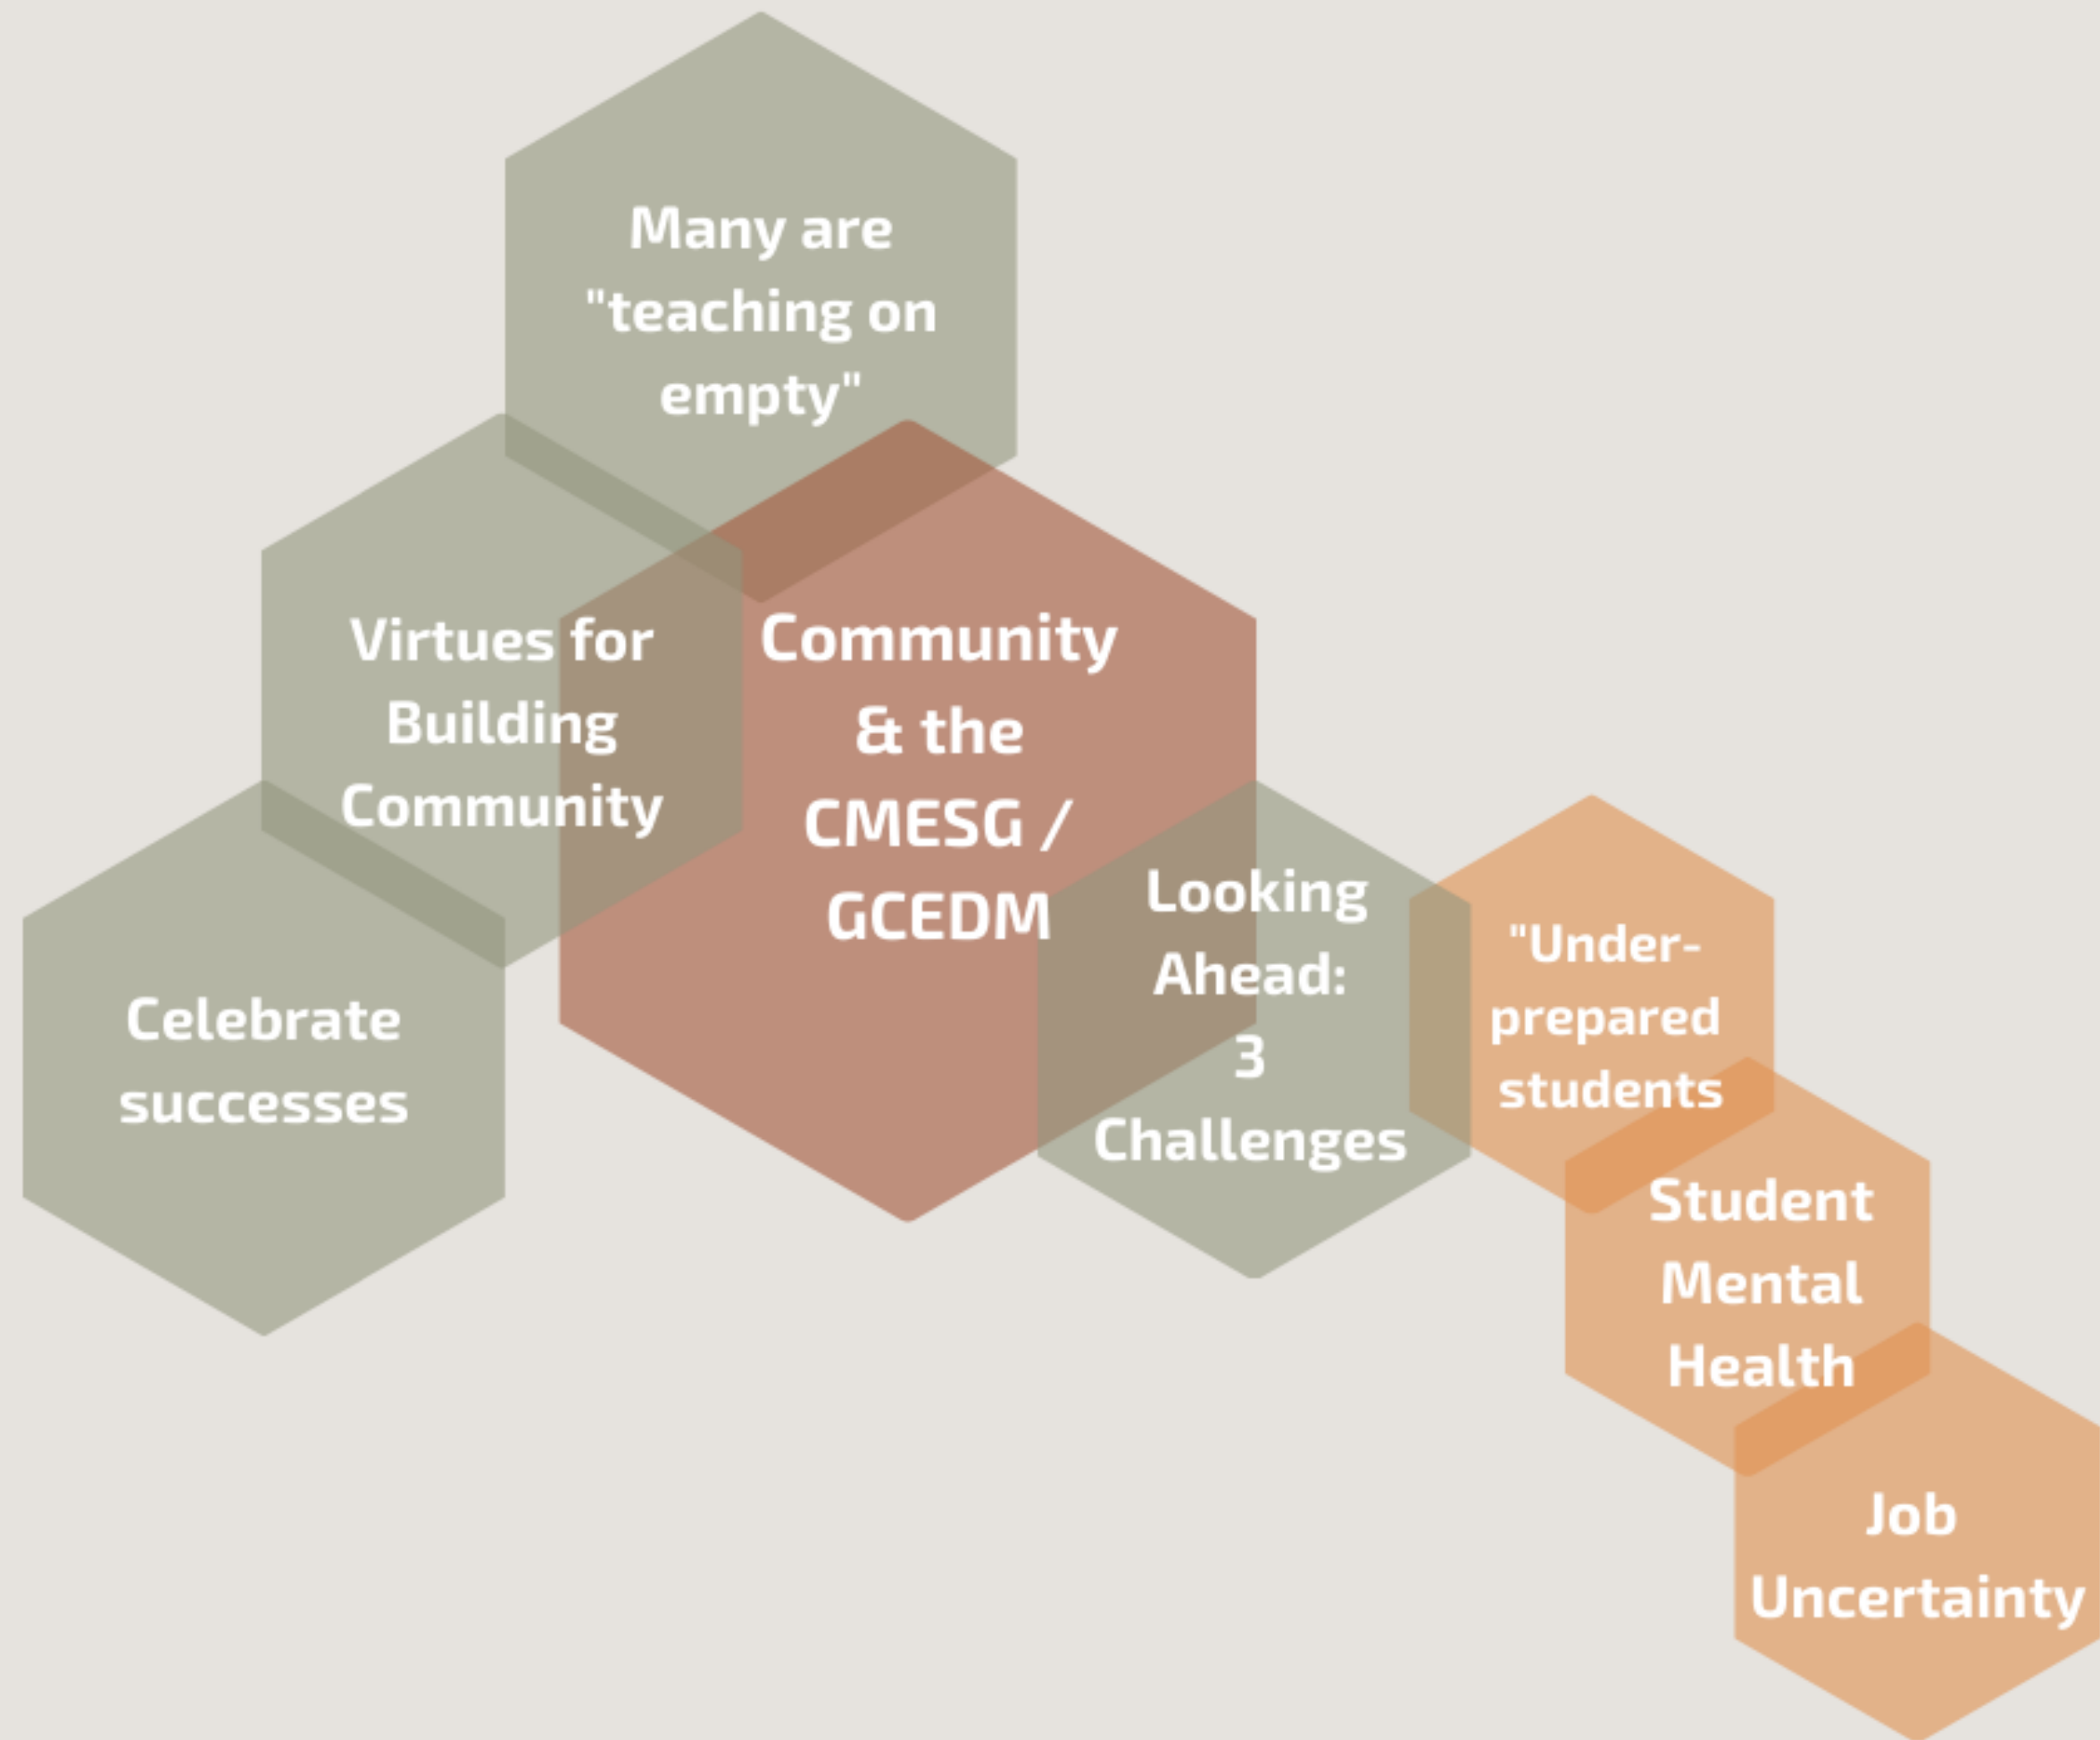 Many are
"teaching on
empty"
Virtues for
Building
Community
Community
& the
CMESG /
GCEDM
Celebrate
successes
Looking
Ahead:
3
Challenges
"Under-
prepared
students
Student
Mental
Health
Job
Uncertainty